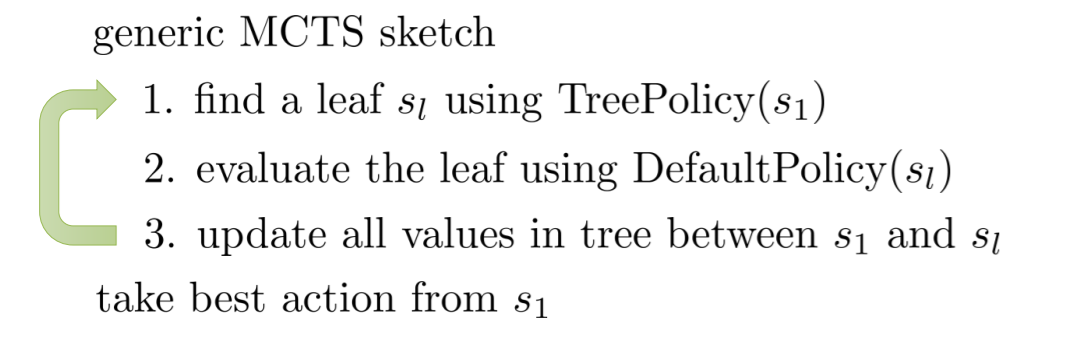 generic MCTS sketch
1. find a leaf s_l using TreePolicy(s_1)
2. evaluate the leaf using DefaultPolicy(s_l)
3. update all values in tree between s_1 and s_l
take best action from s_1